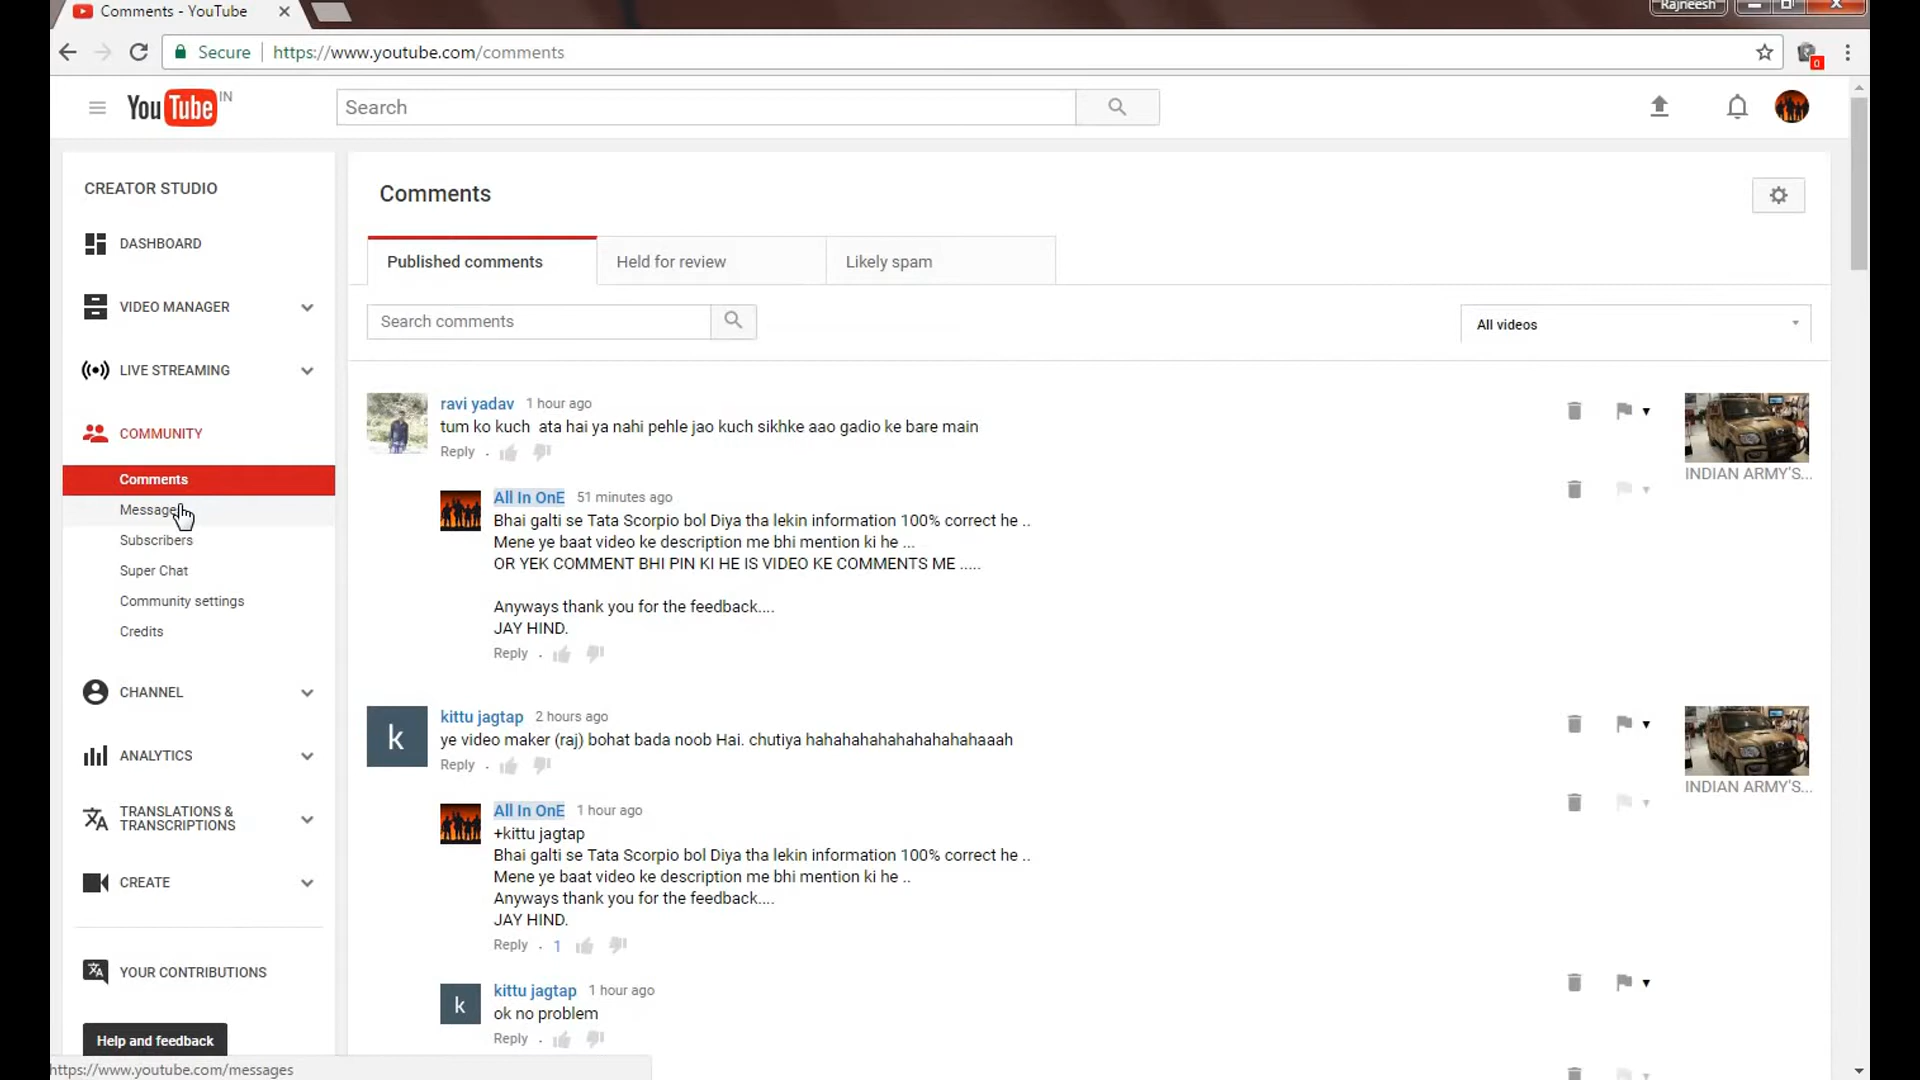 Comments - YouTube
Rajneesh
Secure
https://www.youtube.com/comments
0
YouTube IN
Search
CREATOR STUDIO
DASHBOARD
VIDEO MANAGER
LIVE STREAMING
COMMUNITY
Comments
Messages
Subscribers
Super Chat
Community settings
Credits
CHANNEL
ANALYTICS
TRANSLATIONS &
TRANSCRIPTIONS
CREATE
YOUR CONTRIBUTIONS
Help and feedback
https://www.youtube.com/messages
Comments
Published comments
Held for review
Likely spam
Search comments
All videos
ravi yadav 1 hour ago
tum ko kuch ata hai ya nahi pehle jao kuch sikhke aao gadio ke bare main
Reply .
INDIAN ARMY'S...
All In OnE 51 minutes ago
Bhai galti se Tata Scorpio bol Diya tha lekin information 100% correct he ..
Mene ye baat video ke description me bhi mention ki he ...
OR YEK COMMENT BHI PIN KI HE IS VIDEO KE COMMENTS ME .....
Anyways thank you for the feedback....
JAY HIND.
Reply .
k
kittu jagtap 2 hours ago
ye video maker (raj) bohat bada noob Hai. chutiya hahahahahahahahahaaah
Reply .
INDIAN ARMY'S...
All In OnE 1 hour ago
+kittu jagtap
Bhai galti se Tata Scorpio bol Diya tha lekin information 100% correct he ..
Mene ye baat video ke description me bhi mention ki he ..
Anyways thank you for the feedback....
JAY HIND.
Reply . 1
k
kittu jagtap 1 hour ago
ok no problem
Reply .